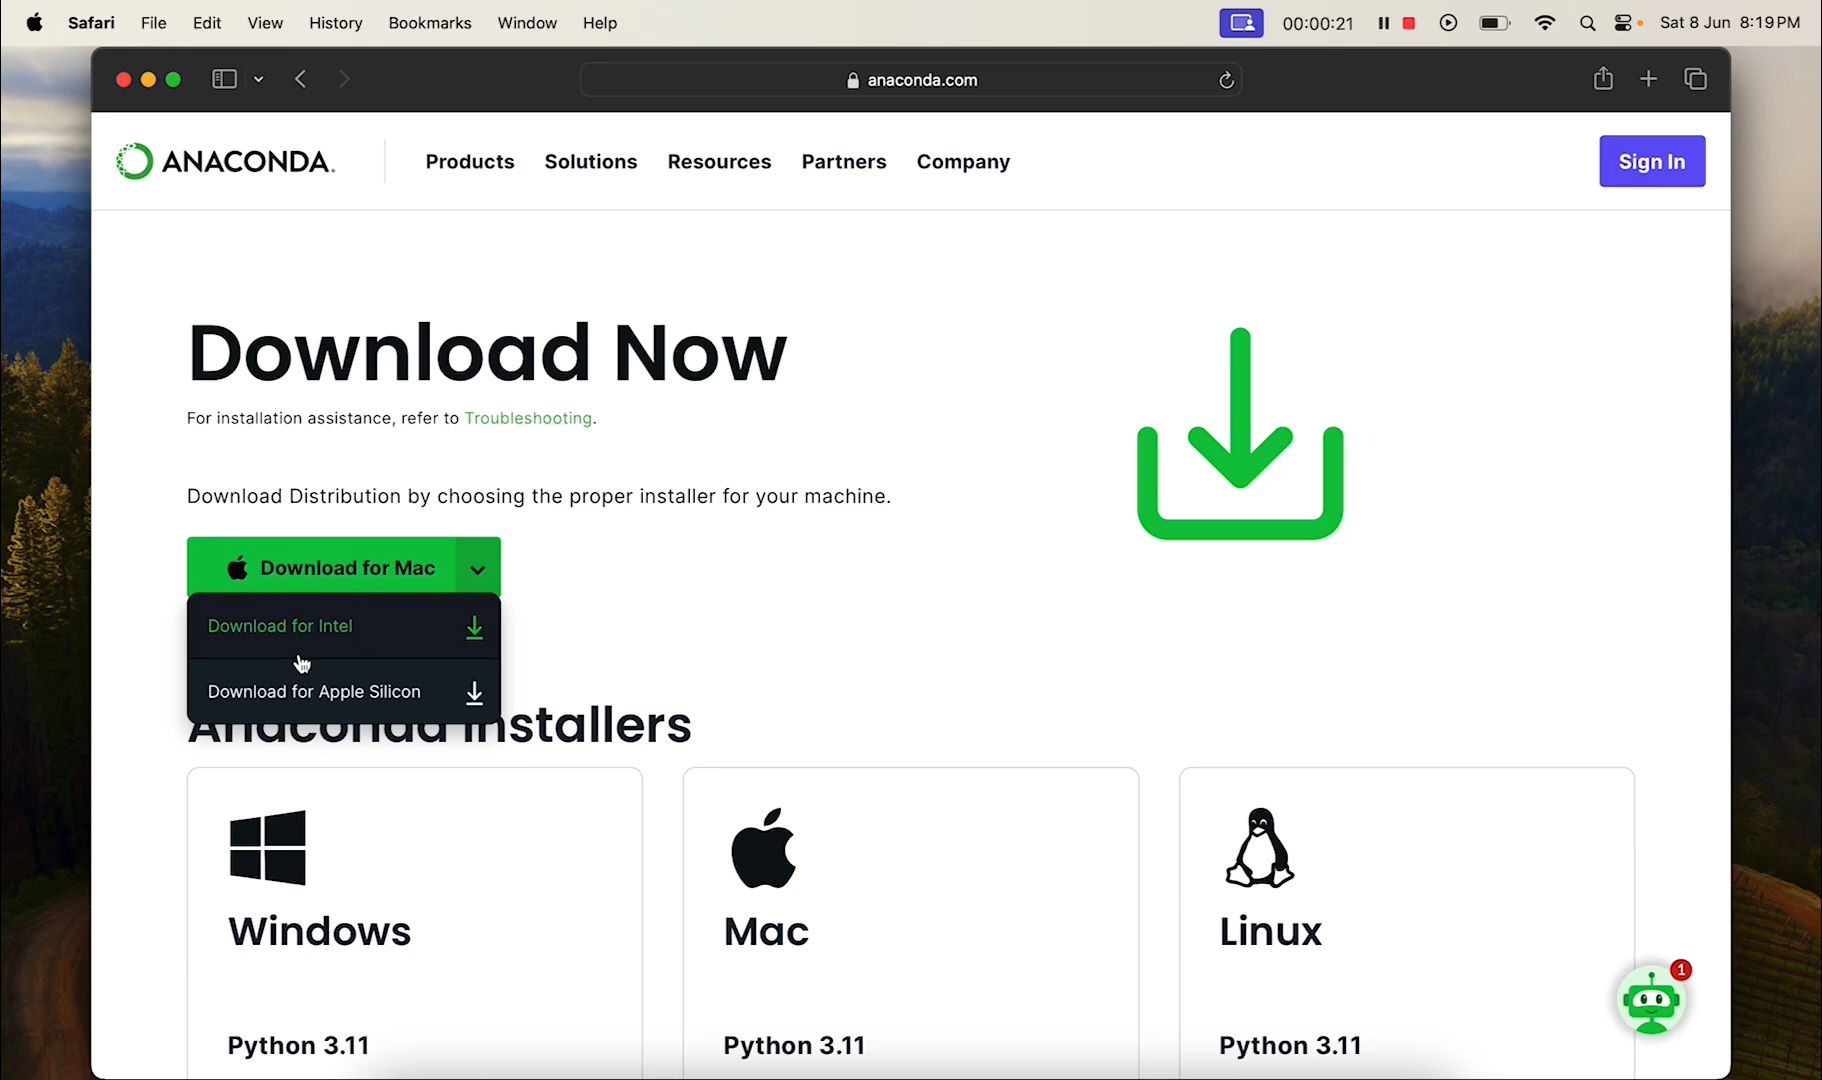 Safari File Edit View History Bookmarks Window Help 00:00:21 Sat 8 Jun 8:19 PM
anaconda.com
ANACONDA. Products Solutions Resources Partners Company Sign In
Download Now
For installation assistance, refer to Troubleshooting.
Download Distribution by choosing the proper installer for your machine.
Download for Mac
Download for Intel
Download for Apple Silicon
Anaconda Installers
Windows Mac Linux
1
Python 3.11 Python 3.11 Python 3.11